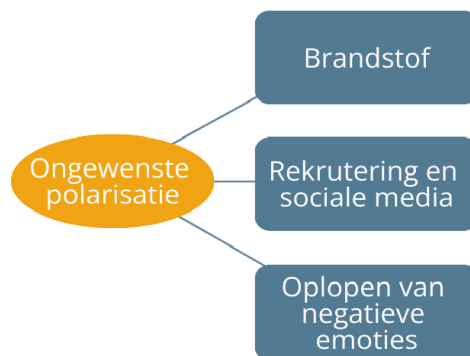 Brandstof
Ongewenste
polarisatie
Rekrutering en
sociale media
Oplopen van
negatieve
emoties